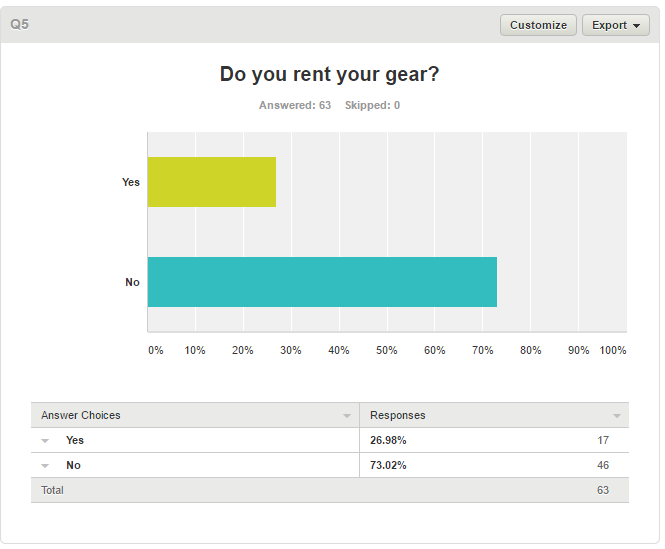 Q5 Customize Export
Do you rent your gear?
Answered: 63 Skipped: 0
Yes
No
0% 10% 20% 30% 40% 50% 60% 70% 80% 90% 100%
Answer Choices Responses
Yes 26.98% 17
No 73.02% 46
Total 63